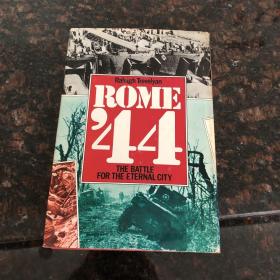 Raleigh Trevelyan
ROME
'44
THE BATTLE
FOR THE ETERNAL CITY